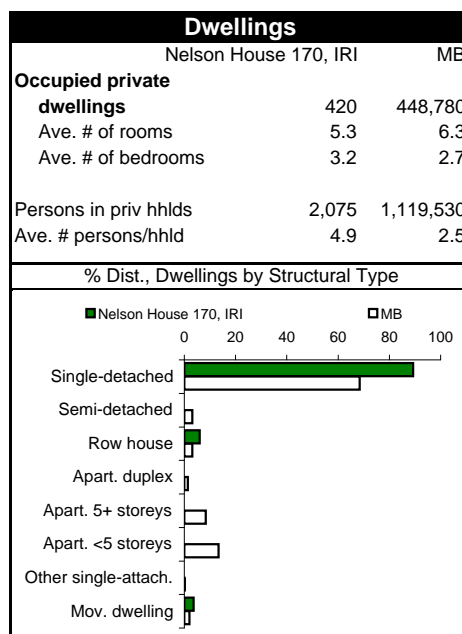 Dwellings
Nelson House 170, IRI MB
Occupied private
dwellings 420 448,780
Ave. # of rooms 5.3 6.3
Ave. # of bedrooms 3.2 2.7
Persons in priv hhlds 2,075 1,119,530
Ave. # persons/hhld 4.9 2.5
% Dist., Dwellings by Structural Type
Nelson House 170, IRI MB
0 20 40 60 80 100
Single-detached
Semi-detached
Row house
Apart. duplex
Apart. 5+ storeys
Apart. <5 storeys
Other single-attach.
Mov. dwelling